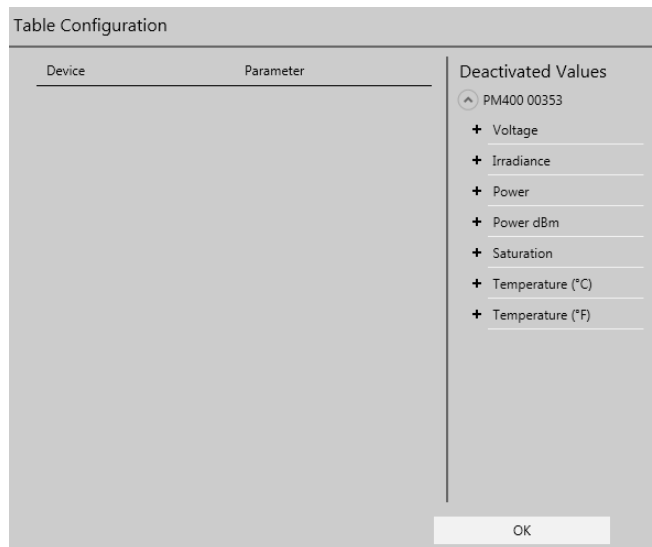 Table Configuration
Device Parameter
Deactivated Values
PM400 00353
+ Voltage
+ Irradiance
+ Power
+ Power dBm
+ Saturation
+ Temperature (°C)
+ Temperature (°F)
OK